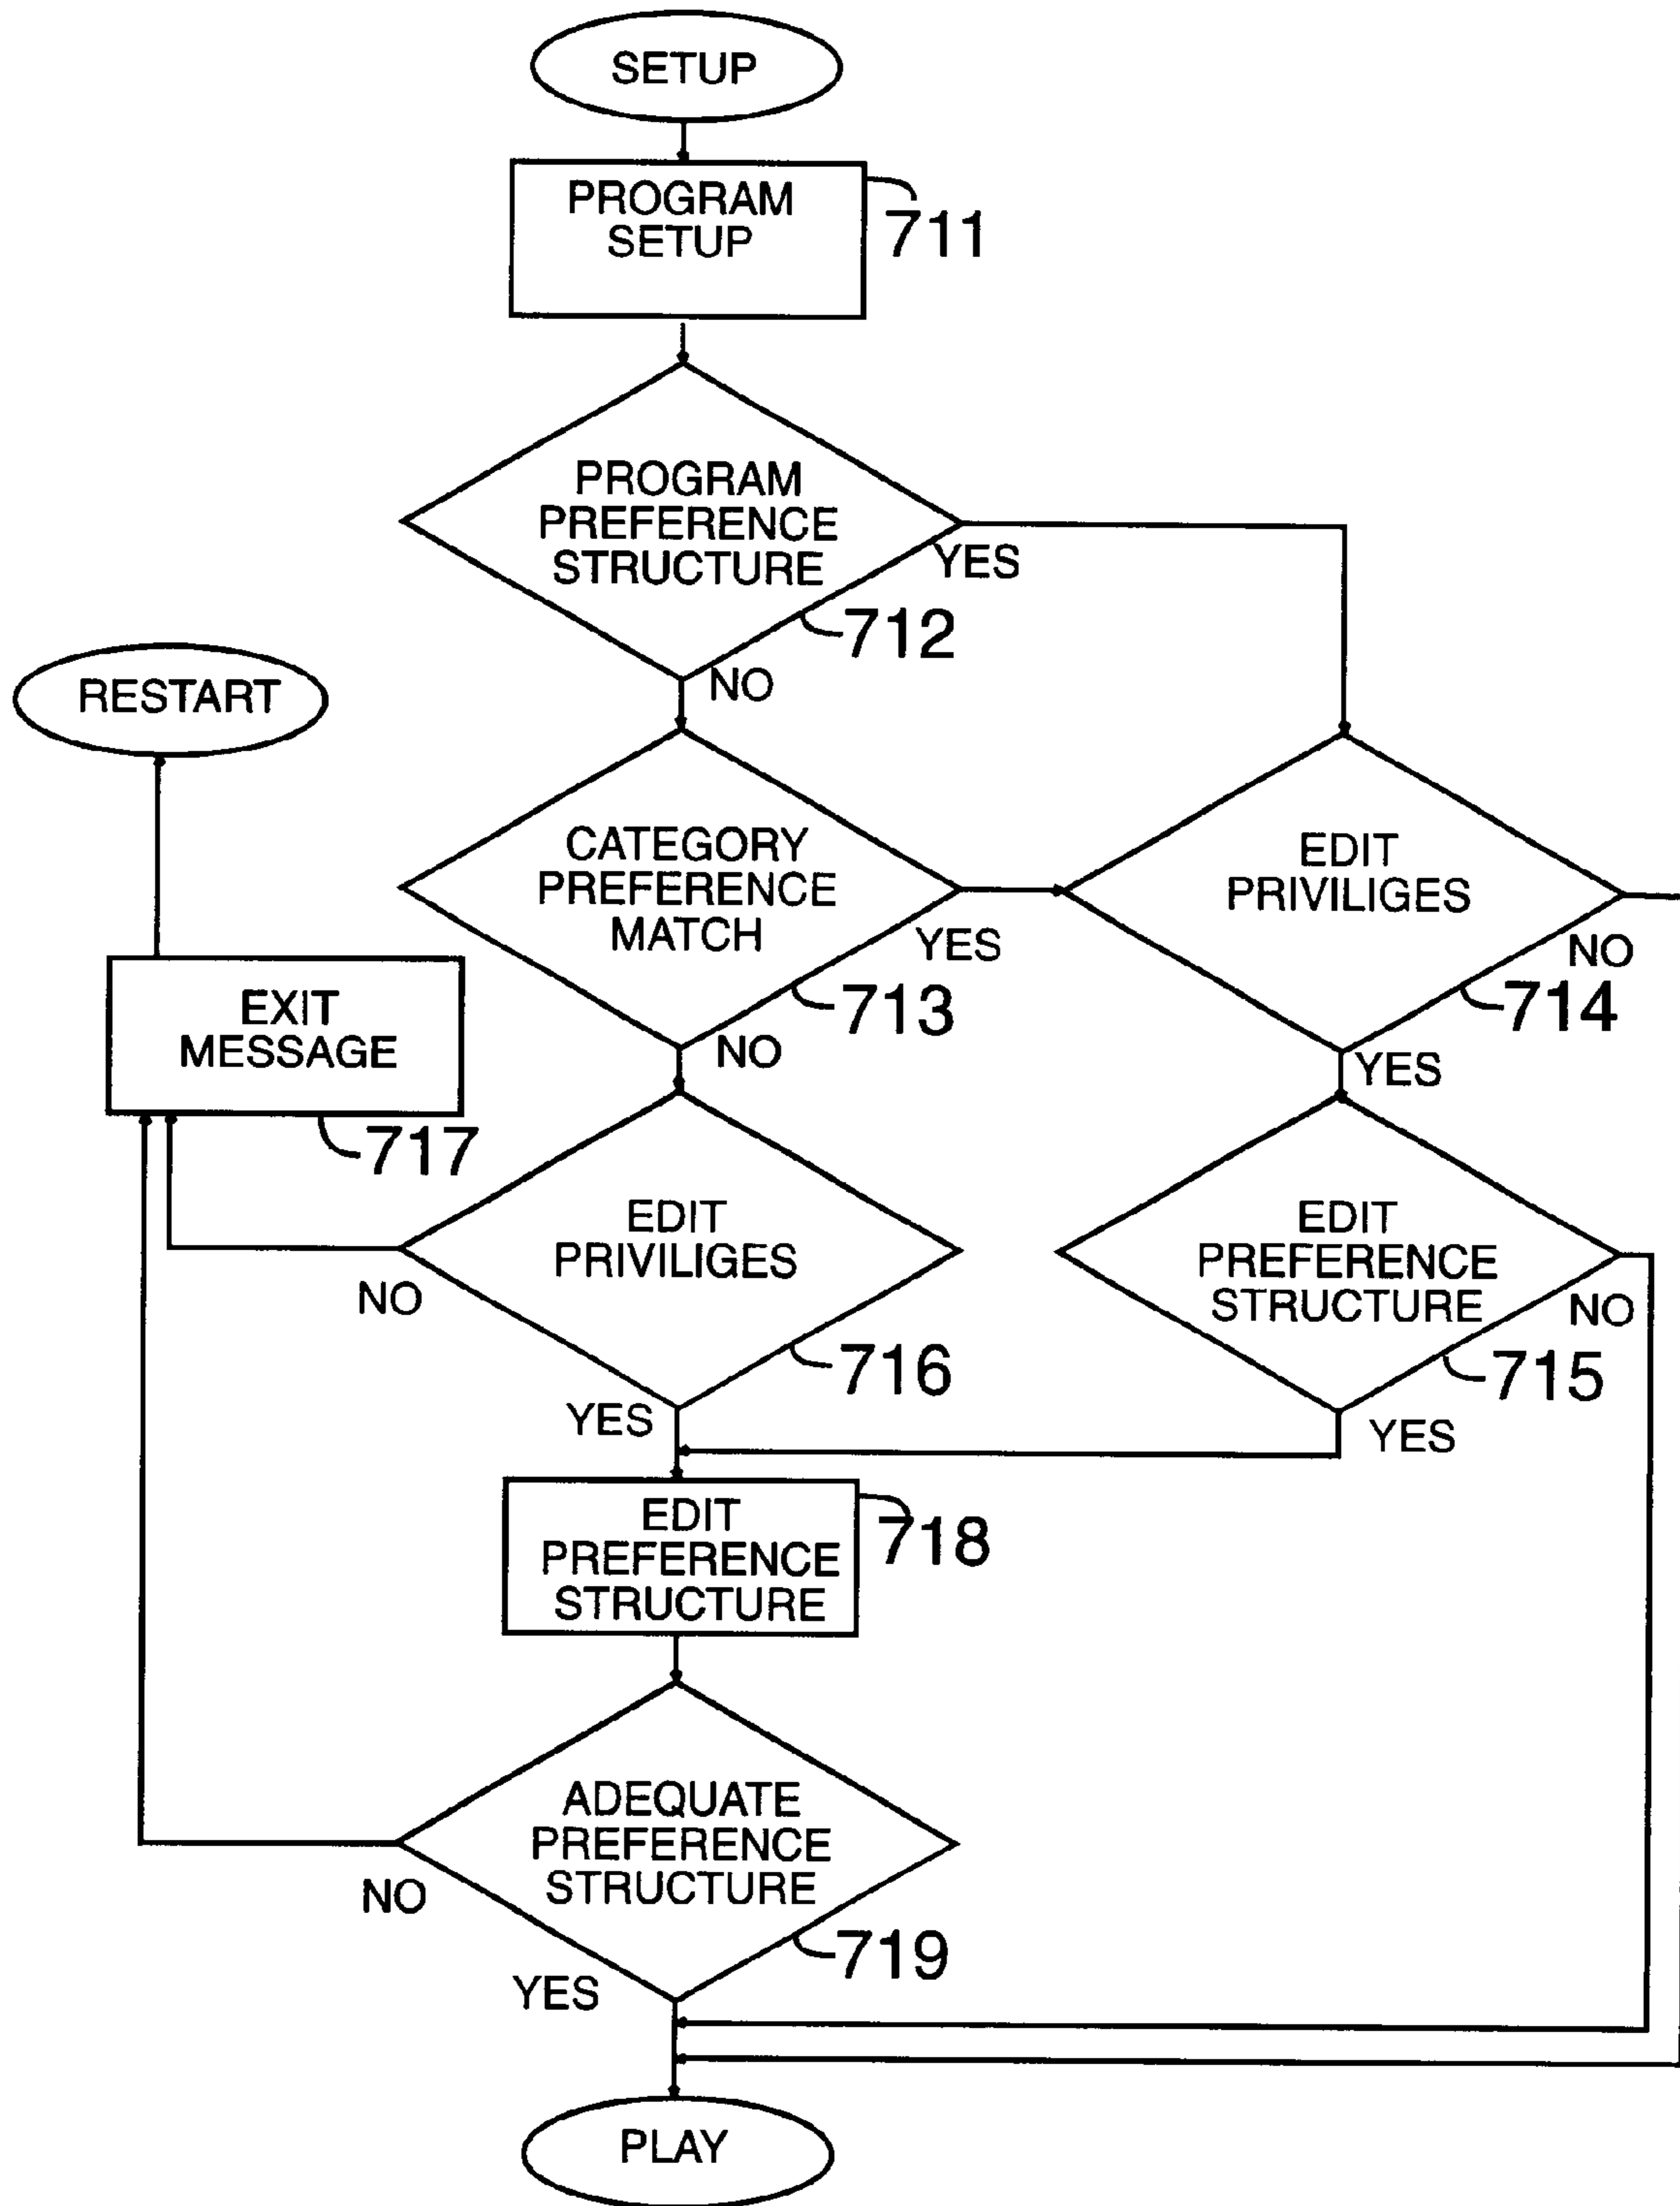 SETUP
PROGRAM
SETUP
711
PROGRAM
PREFERENCE
STRUCTURE
YES
712
NO
RESTART
CATEGORY
PREFERENCE
MATCH
YES
713
NO
EDIT
PRIVILIGES
NO
714
YES
EXIT
MESSAGE
717
EDIT
PRIVILIGES
NO
716
YES
EDIT
PREFERENCE
STRUCTURE
NO
715
YES
EDIT
PREFERENCE
STRUCTURE
718
ADEQUATE
PREFERENCE
STRUCTURE
NO
719
YES
PLAY